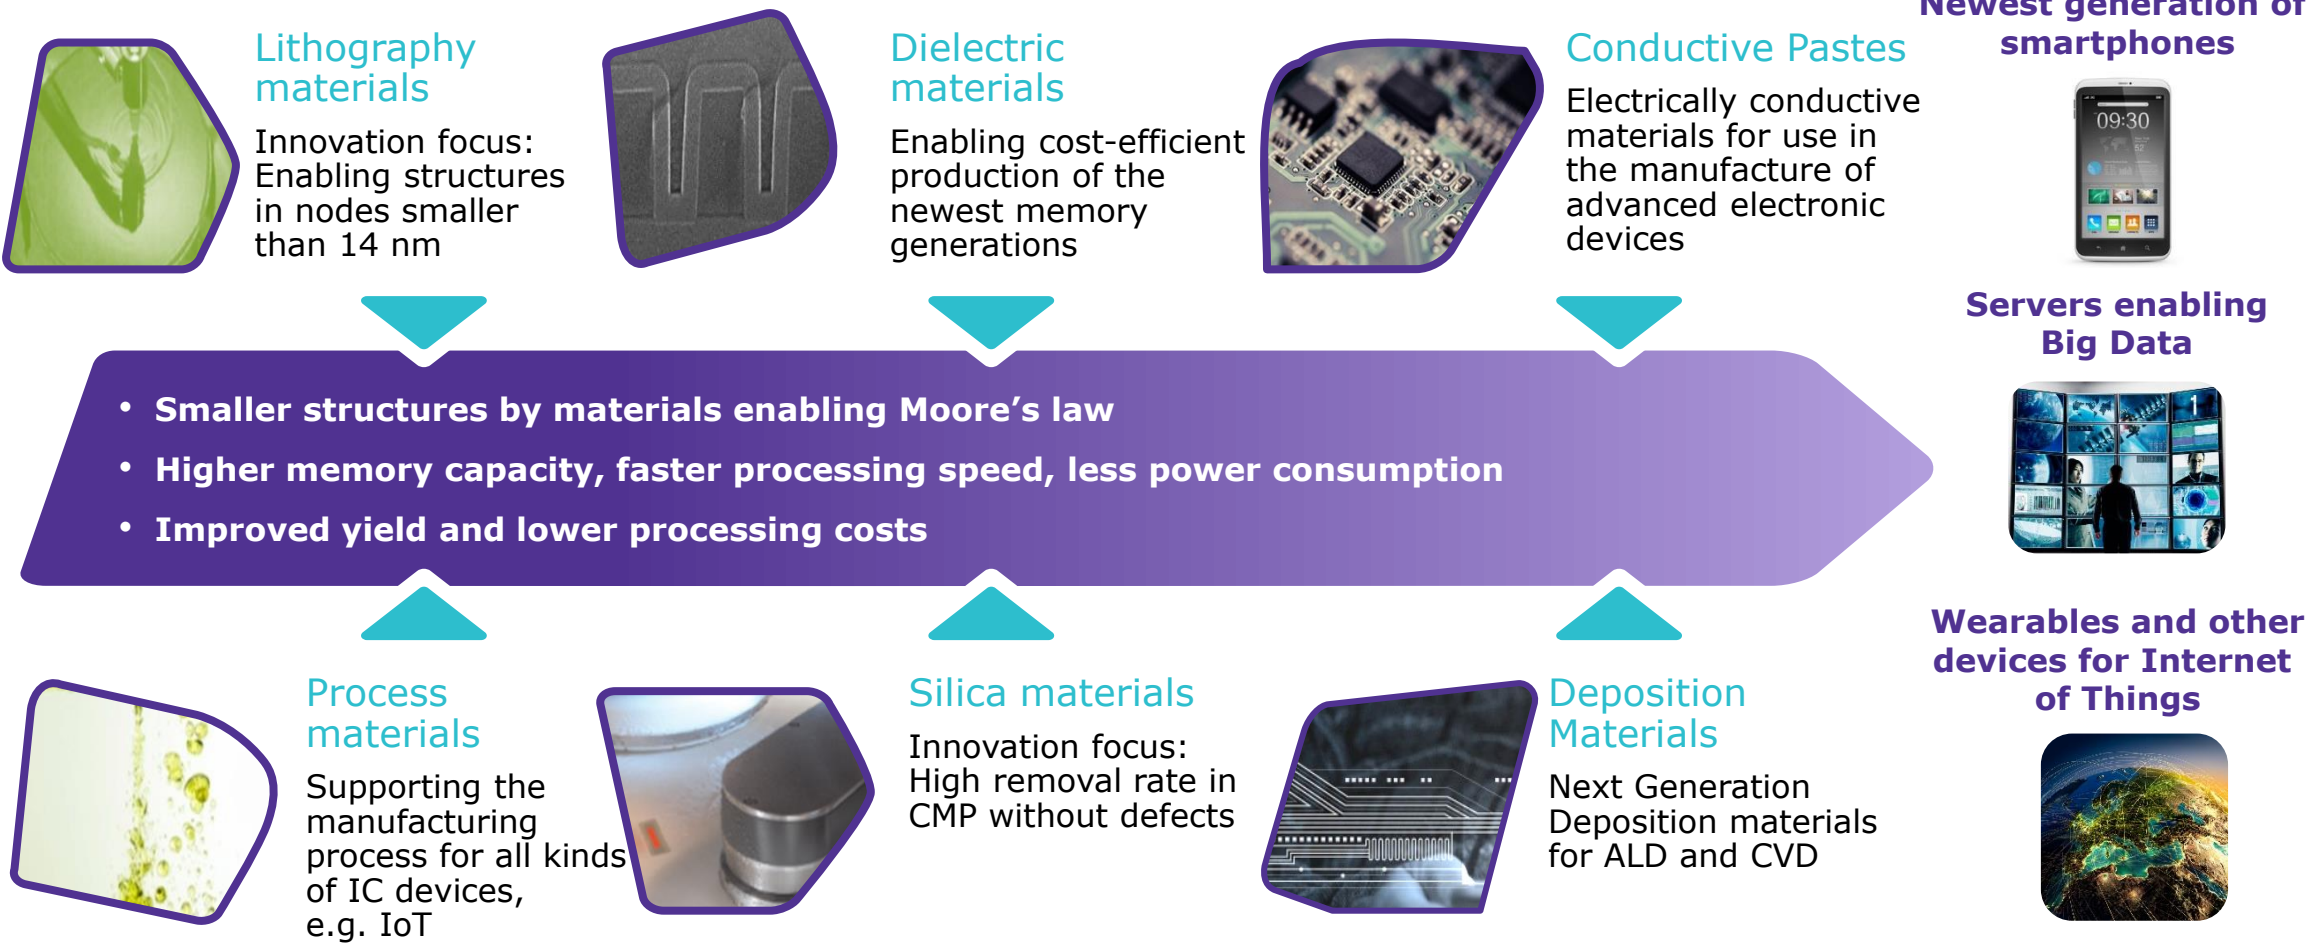 Lithography
materials
Innovation focus:
Enabling structures
in nodes smaller
than 14 nm
Dielectric
materials
Enabling cost-efficient
production of the
newest memory
generations
Conductive Pastes
Electrically conductive
materials for use in
the manufacture of
advanced electronic
devices
Newest generation of
smartphones
09:30
Servers enabling
Big Data
• Smaller structures by materials enabling Moore’s law
• Higher memory capacity, faster processing speed, less power consumption
• Improved yield and lower processing costs
Process
materials
Supporting the
manufacturing
process for all kinds
of IC devices,
e.g. IoT
Silica materials
Innovation focus:
High removal rate in
CMP without defects
Deposition
Materials
Next Generation
Deposition materials
for ALD and CVD
Wearables and other
devices for Internet
of Things